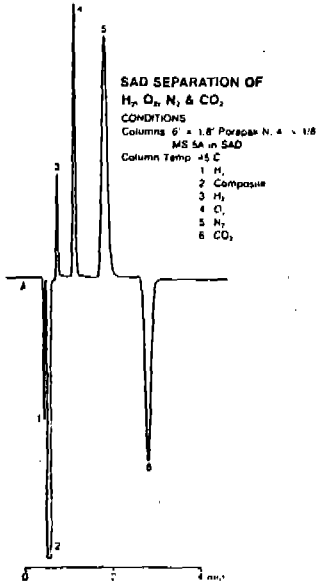 4
5
3
SAD SEPARATION OF
H₂, O₂, N₂ & CO₂
CONDITIONS
Columns 6' × 1.8' Porapak N, 4 × 1/8
MS 5A in SAD
Column Temp 45 C
1 H₂
2 Composite
3 H₂
4 O₂
5 N₂
6 CO₂
A
1
6
2
0 2 4 min